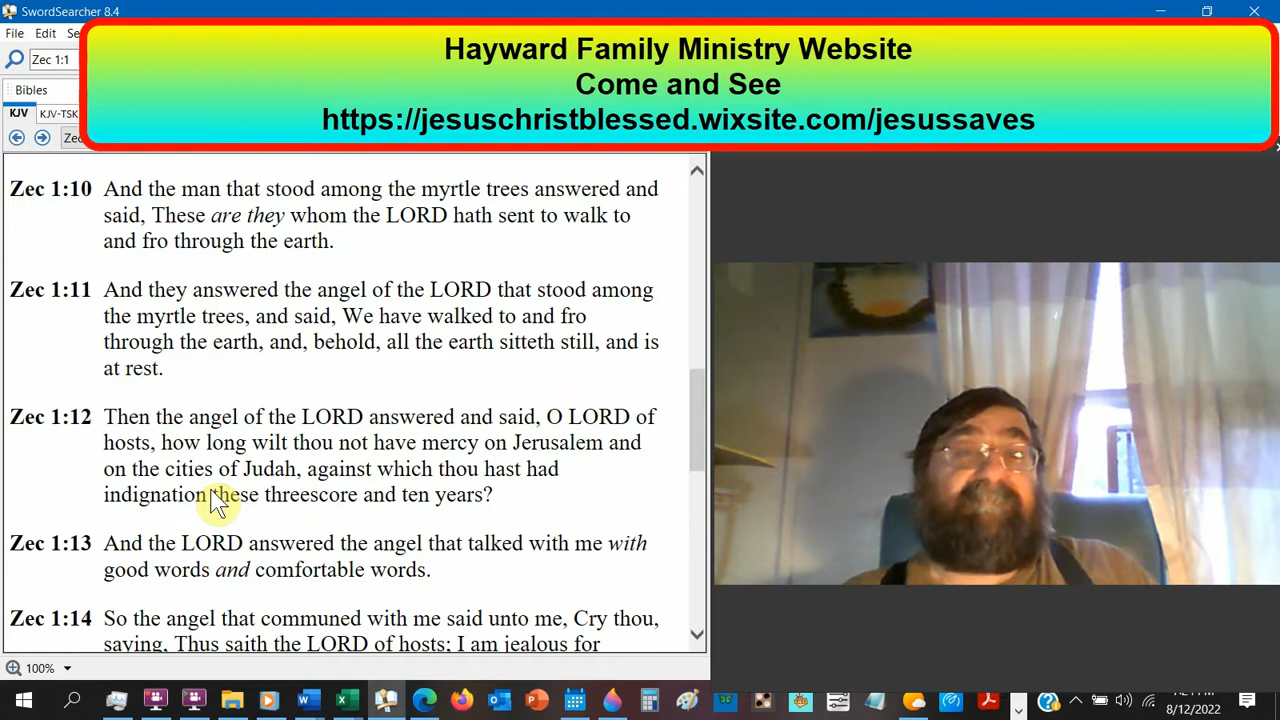 SwordSearcher 8.4
File Edit
Hayward Family Ministry Website
Come and See
https://jesuschristblessed.wixsite.com/jesussaves
Zec 1:1
Bibles
KJV KJV-TSK
Zec 1:10 And the man that stood among the myrtle trees answered and
said, These are they whom the LORD hath sent to walk to
and fro through the earth.
Zec 1:11 And they answered the angel of the LORD that stood among
the myrtle trees, and said, We have walked to and fro
through the earth, and, behold, all the earth sitteth still, and is
at rest.
Zec 1:12 Then the angel of the LORD answered and said, O LORD of
hosts, how long wilt thou not have mercy on Jerusalem and
on the cities of Judah, against which thou hast had
indignation these threescore and ten years?
Zec 1:13 And the LORD answered the angel that talked with me with
good words and comfortable words.
Zec 1:14 So the angel that communed with me said unto me, Cry thou,
saying, Thus saith the LORD of hosts; I am jealous for
100%
8/12/2022